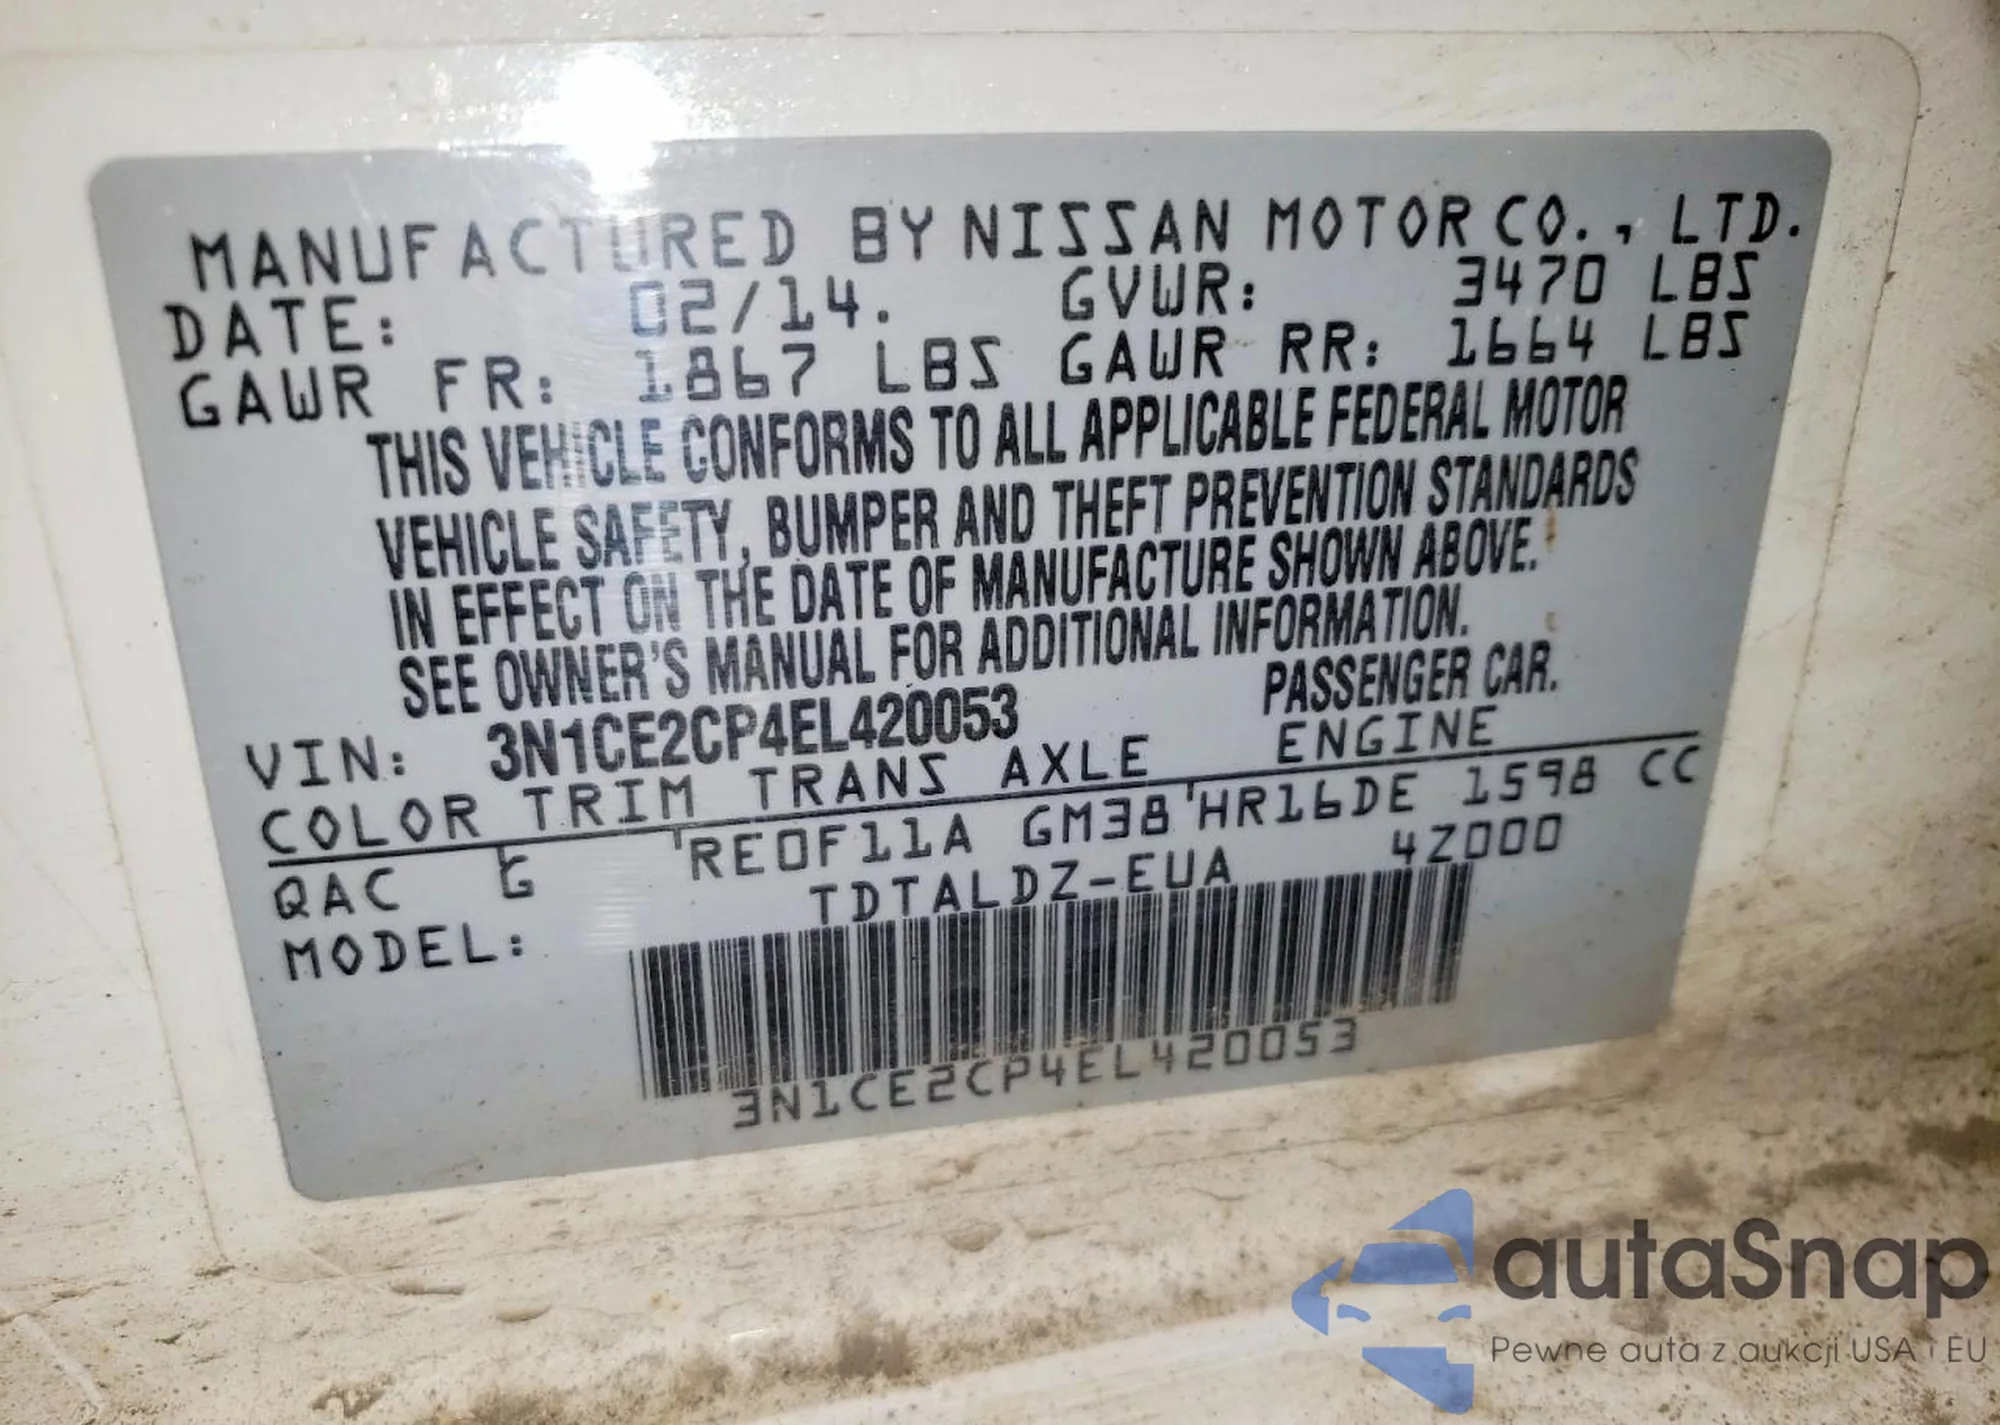 MANUFACTURED BY NISSAN MOTOR CO., LTD.
DATE: 02/14. GVWR: 3470 LBS
GAWR FR: 1867 LBS GAWR RR: 1664 LBS
THIS VEHICLE CONFORMS TO ALL APPLICABLE FEDERAL MOTOR
VEHICLE SAFETY, BUMPER AND THEFT PREVENTION STANDARDS
IN EFFECT ON THE DATE OF MANUFACTURE SHOWN ABOVE.
SEE OWNER'S MANUAL FOR ADDITIONAL INFORMATION.
VIN: 3N1CE2CP4EL420053 PASSENGER CAR.
COLOR TRIM TRANS AXLE ENGINE
QAC G RE0F11A GM38 HR16DE 1598 CC
MODEL: TDTALDZ-EUA 4Z000
3N1CE2CP4EL420053
autaSnap
Pewne auta z aukcji USA i EU